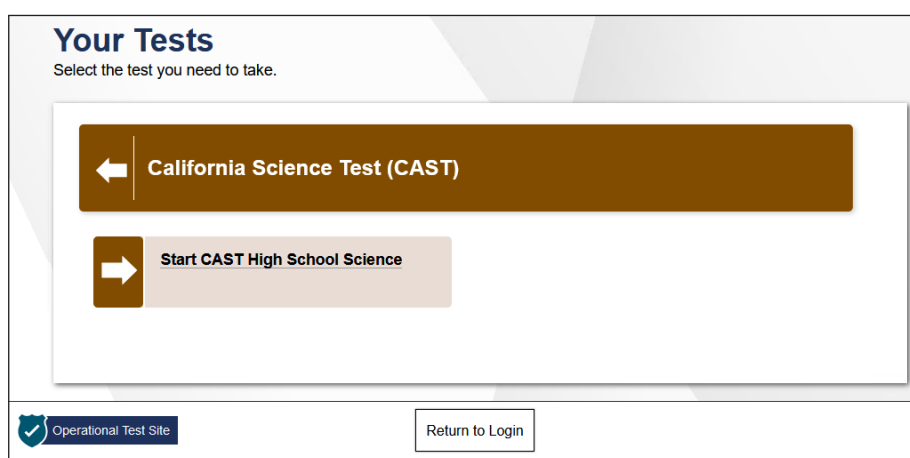 Your Tests
Select the test you need to take.
California Science Test (CAST)
Start CAST High School Science
Operational Test Site
Return to Login